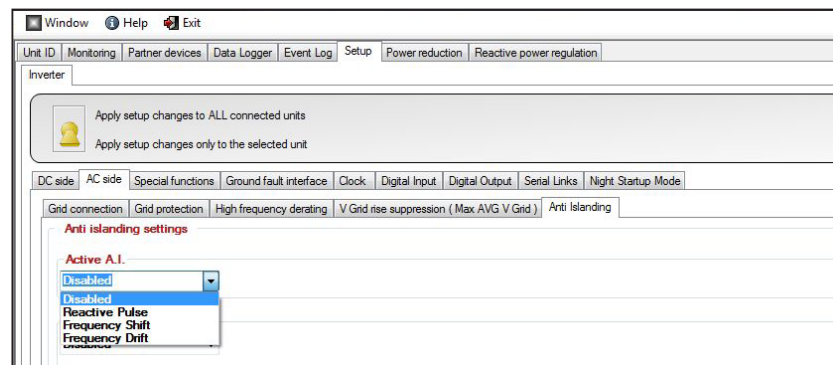 Window Help Exit
Unit ID Monitoring Partner devices Data Logger Event Log Setup Power reduction Reactive power regulation
Inverter
Apply setup changes to ALL connected units
Apply setup changes only to the selected unit
DC side AC side Special functions Ground fault interface Clock Digital Input Digital Output Serial Links Night Startup Mode
Grid connection Grid protection High frequency derating V Grid rise suppression ( Max AVG V Grid ) Anti Islanding
Anti islanding settings
Active A.I.
Disabled
Disabled
Reactive Pulse
Frequency Shift
Frequency Drift
Disabled